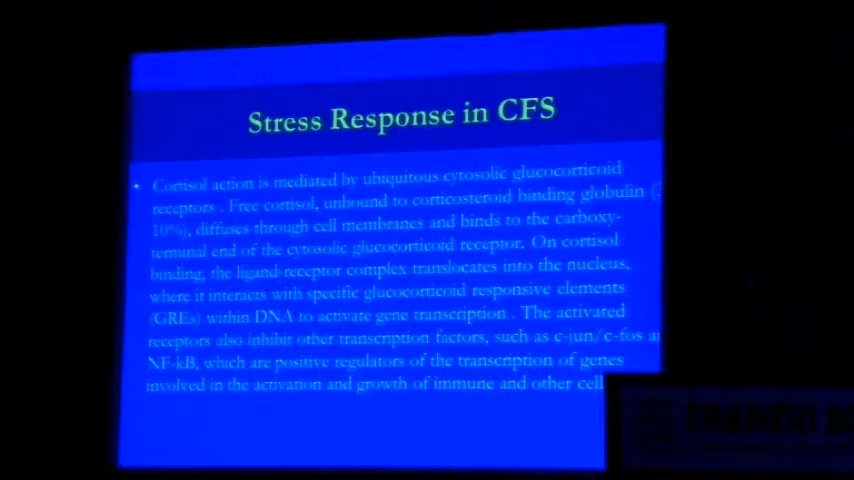 Stress Response in CFS
• Cortisol action is mediated by ubiquitous cytosolic glucocorticoid
receptors . Free cortisol, unbound to corticosteroid binding globulin (
10%), diffuses through cell membranes and binds to the carboxy-
terminal end of the cytosolic glucocorticoid receptor. On cortisol
binding, the ligand-receptor complex translocates into the nucleus,
where it interacts with specific glucocorticoid responsive elements
(GREs) within DNA to activate gene transcription . The activated
receptors also inhibit other transcription factors, such as c-jun/c-fos
NF-kB, which are positive regulators of the transcription of genes
involved in the activation and growth of immune and other cell